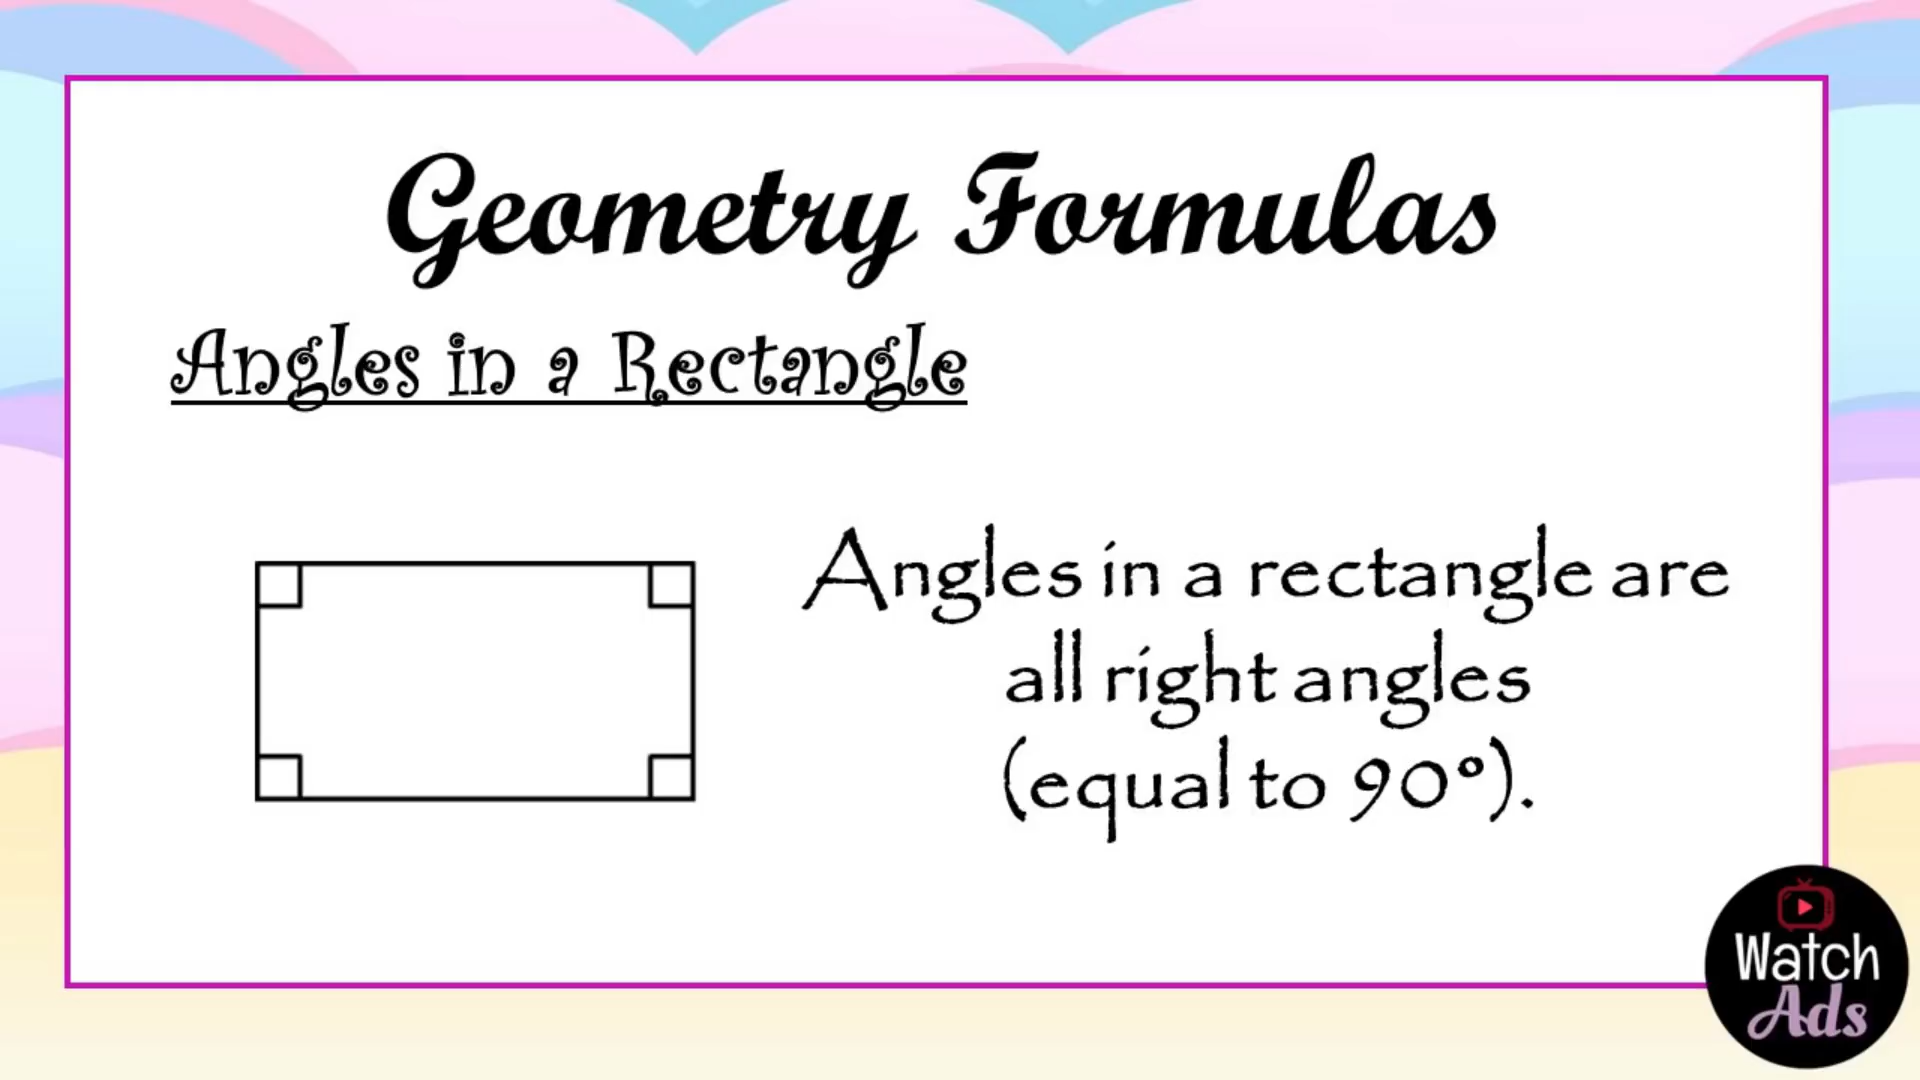 Geometry Formulas
Angles in a Rectangle
Angles in a rectangle are
all right angles
(equal to 90°).
Watch
Ads